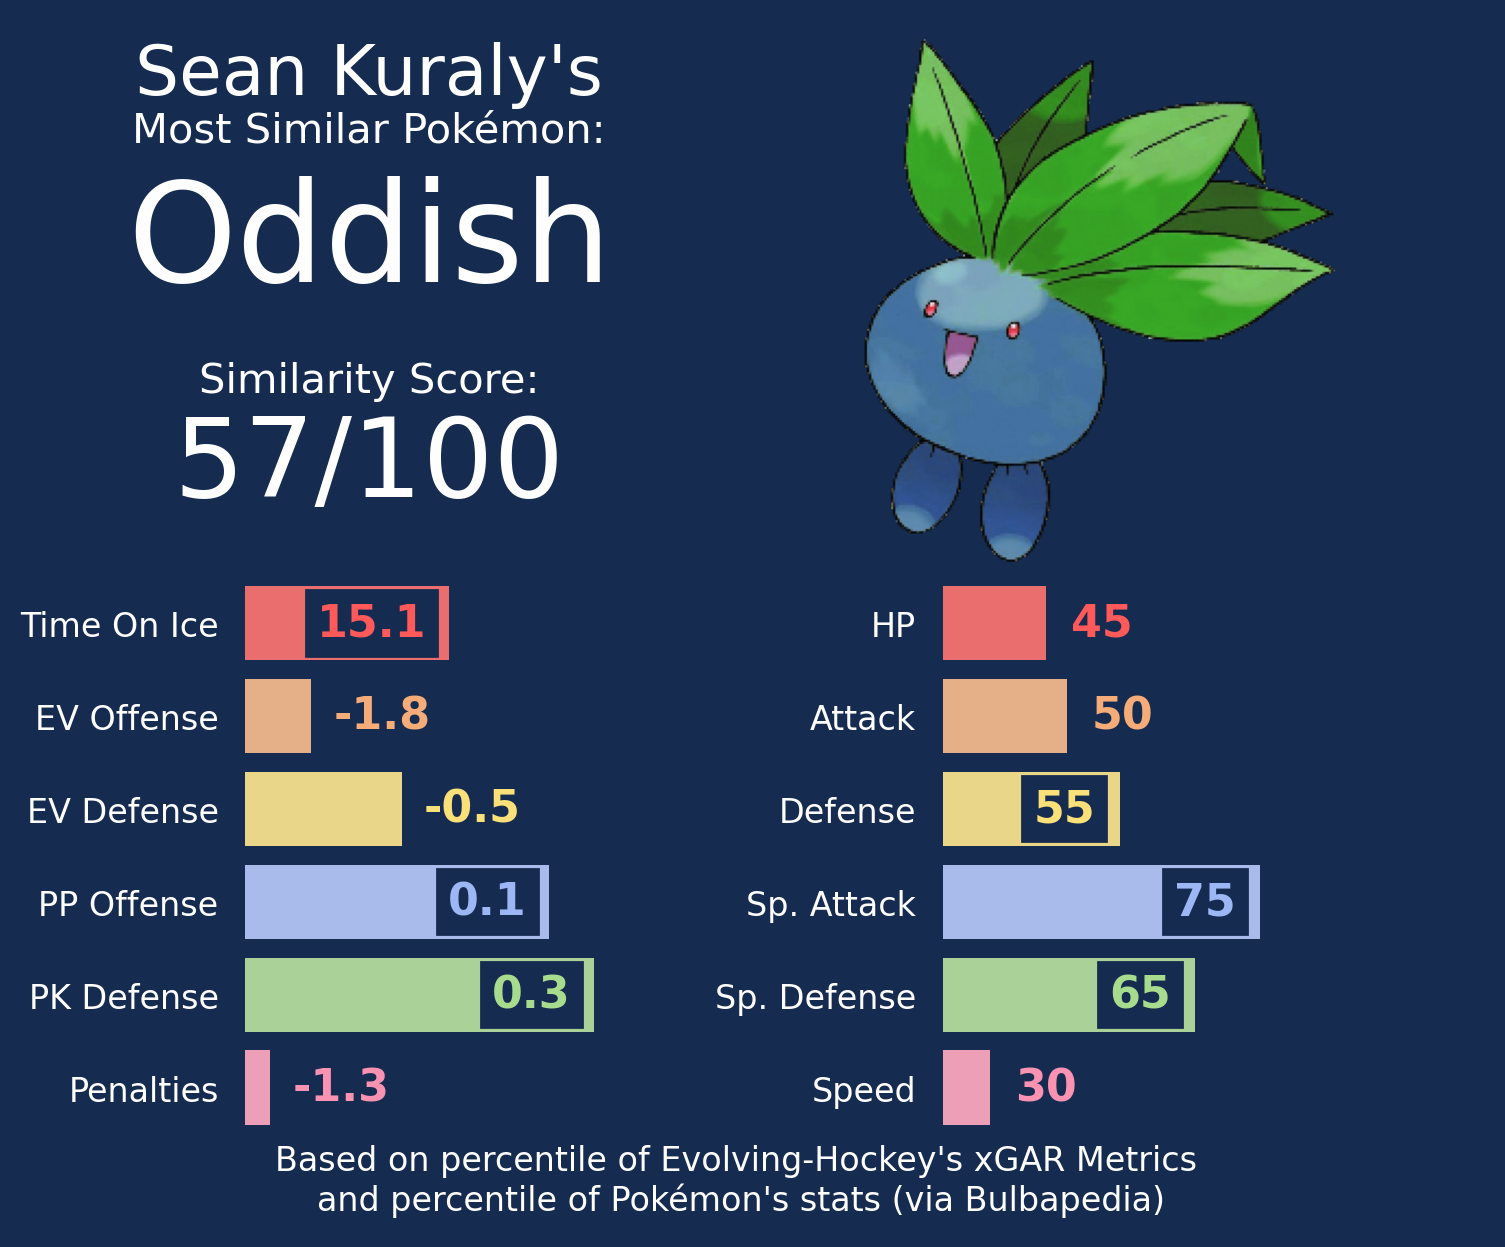 Sean Kuraly's
Most Similar Pokémon:
Oddish
Similarity Score:
57/100
Time On Ice 15.1
EV Offense -1.8
EV Defense -0.5
PP Offense 0.1
PK Defense 0.3
Penalties -1.3
HP 45
Attack 50
Defense 55
Sp. Attack 75
Sp. Defense 65
Speed 30
Based on percentile of Evolving-Hockey's xGAR Metrics
and percentile of Pokémon's stats (via Bulbapedia)